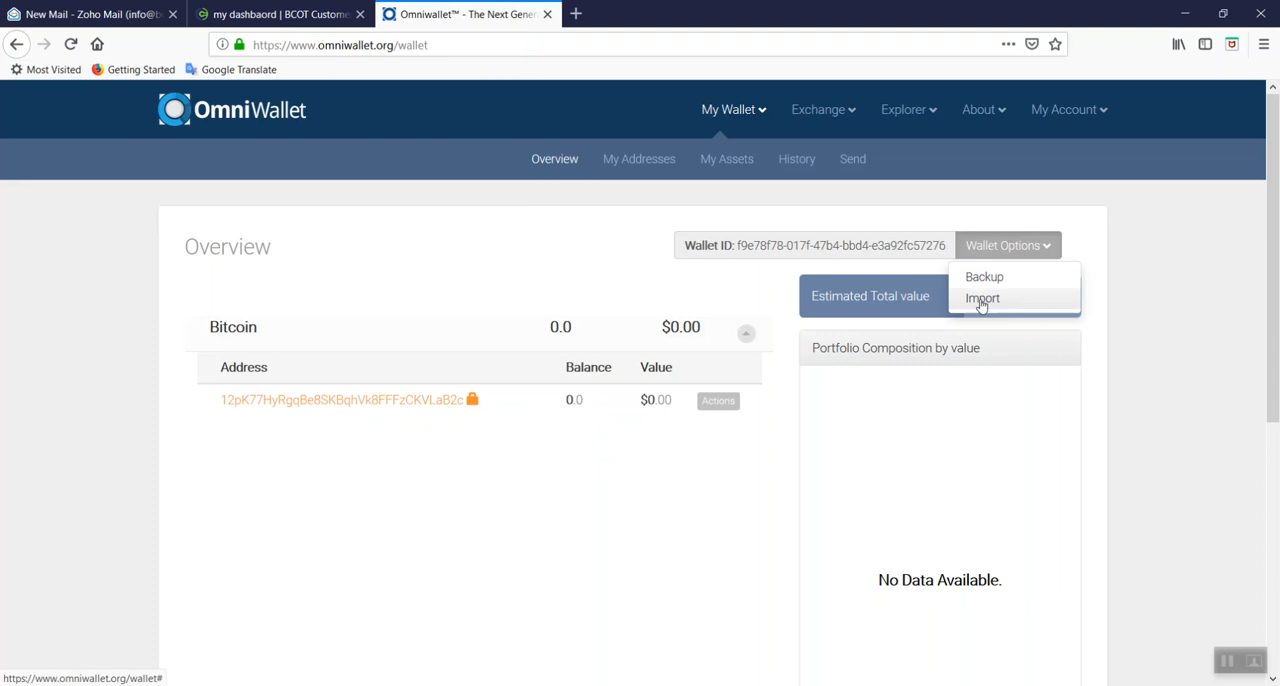 New Mail - Zoho Mail (info@b
my dashbaord | BCOT Custome
Omniwallet™ - The Next Gener
https://www.omniwallet.org/wallet
Most Visited
Getting Started
Google Translate
OmniWallet
My Wallet
Exchange
Explorer
About
My Account
Overview
My Addresses
My Assets
History
Send
Overview
Wallet ID: f9e78f78-017f-47b4-bbd4-e3a92fc57276
Wallet Options
Backup
Import
Estimated Total value
Bitcoin 0.0 $0.00
Portfolio Composition by value
Address Balance Value
12pK77HyRgqBe8SKBqhVk8FFFzCKVLaB2c 0.0 $0.00 Actions
No Data Available.
https://www.omniwallet.org/wallet#